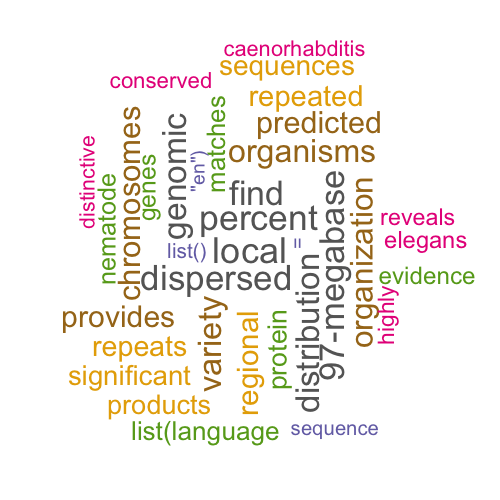 caenorhabditis
sequences
conserved
repeated
matches
predicted
chromosomes
genomic
organisms
distinctive
nematode
genes
"en")
find
percent
97-megabase
organization
reveals
list()
local
"
elegans
dispersed
distribution
evidence
highly
provides
variety
regional
protein
repeats
significant
products
list(language
sequence